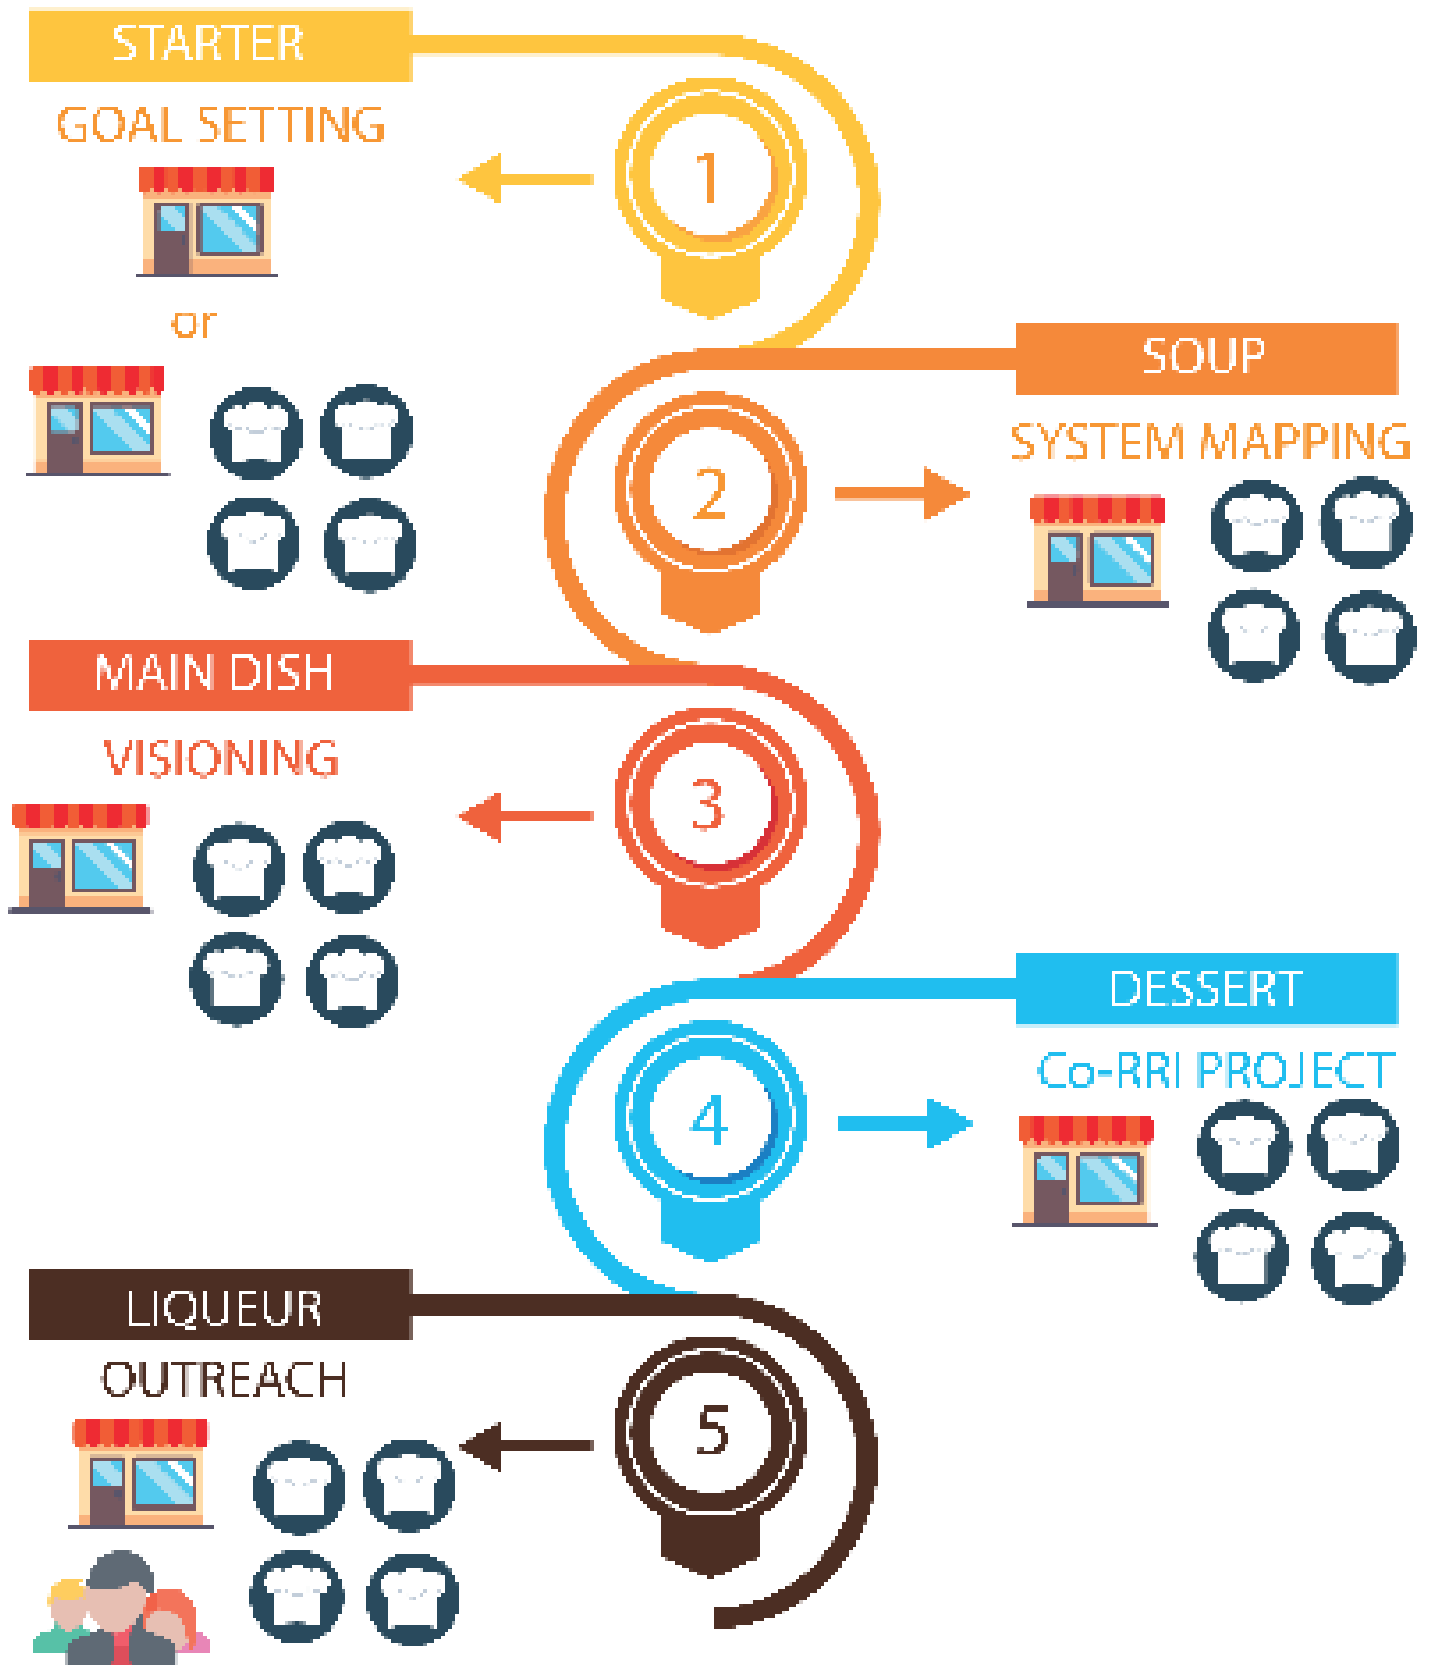 STARTER
GOAL SETTING
1
or
SOUP
SYSTEM MAPPING
2
MAIN DISH
VISIONING
3
DESSERT
Co-RRI PROJECT
4
LIQUEUR
OUTREACH
5